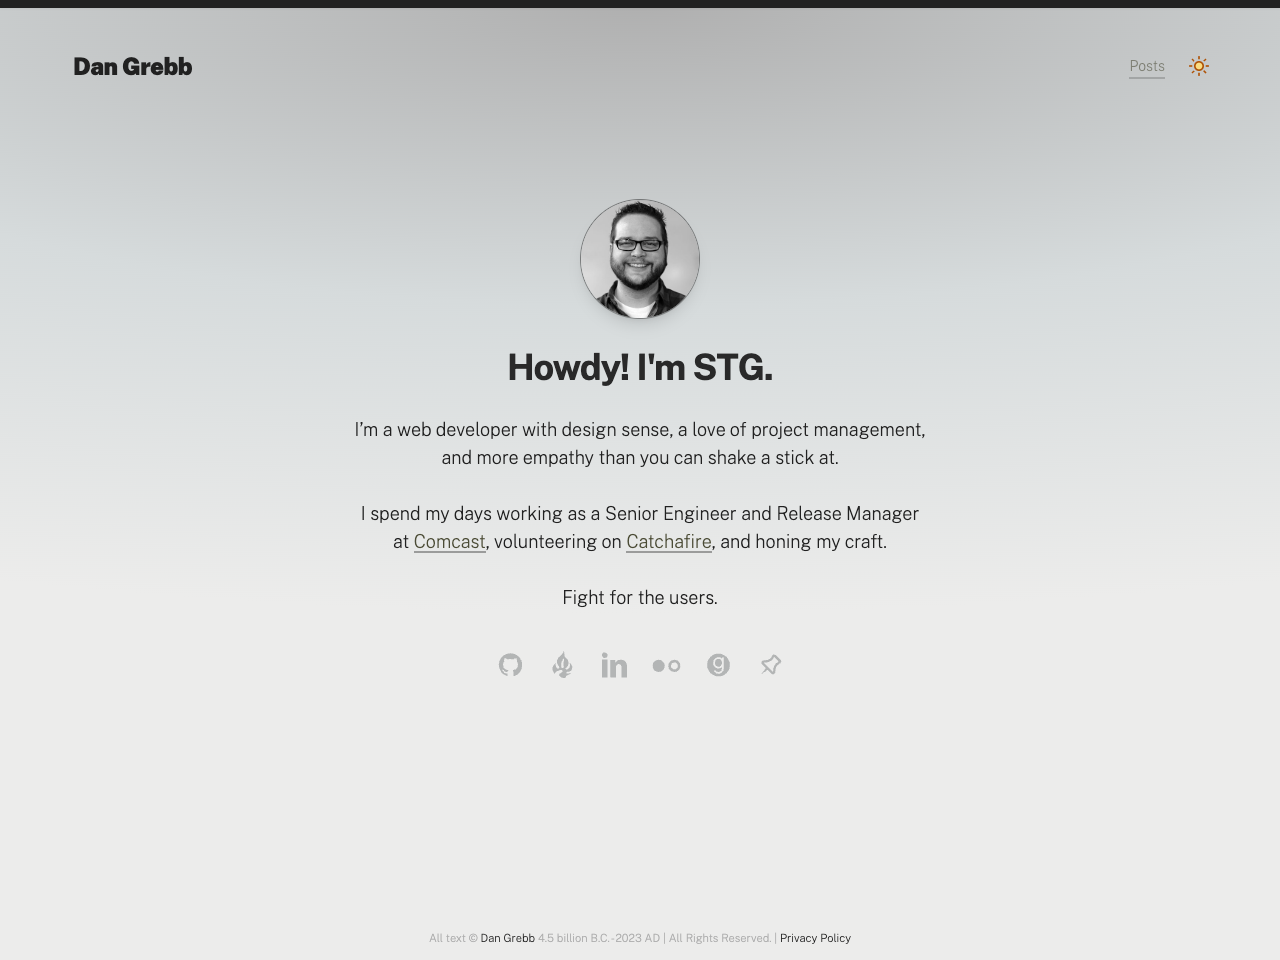 Dan Grebb
Posts
Howdy! I'm STG.
I’m a web developer with design sense, a love of project management,
and more empathy than you can shake a stick at.
I spend my days working as a Senior Engineer and Release Manager
at Comcast, volunteering on Catchafire, and honing my craft.
Fight for the users.
All text © Dan Grebb 4.5 billion B.C. - 2023 AD | All Rights Reserved. | Privacy Policy